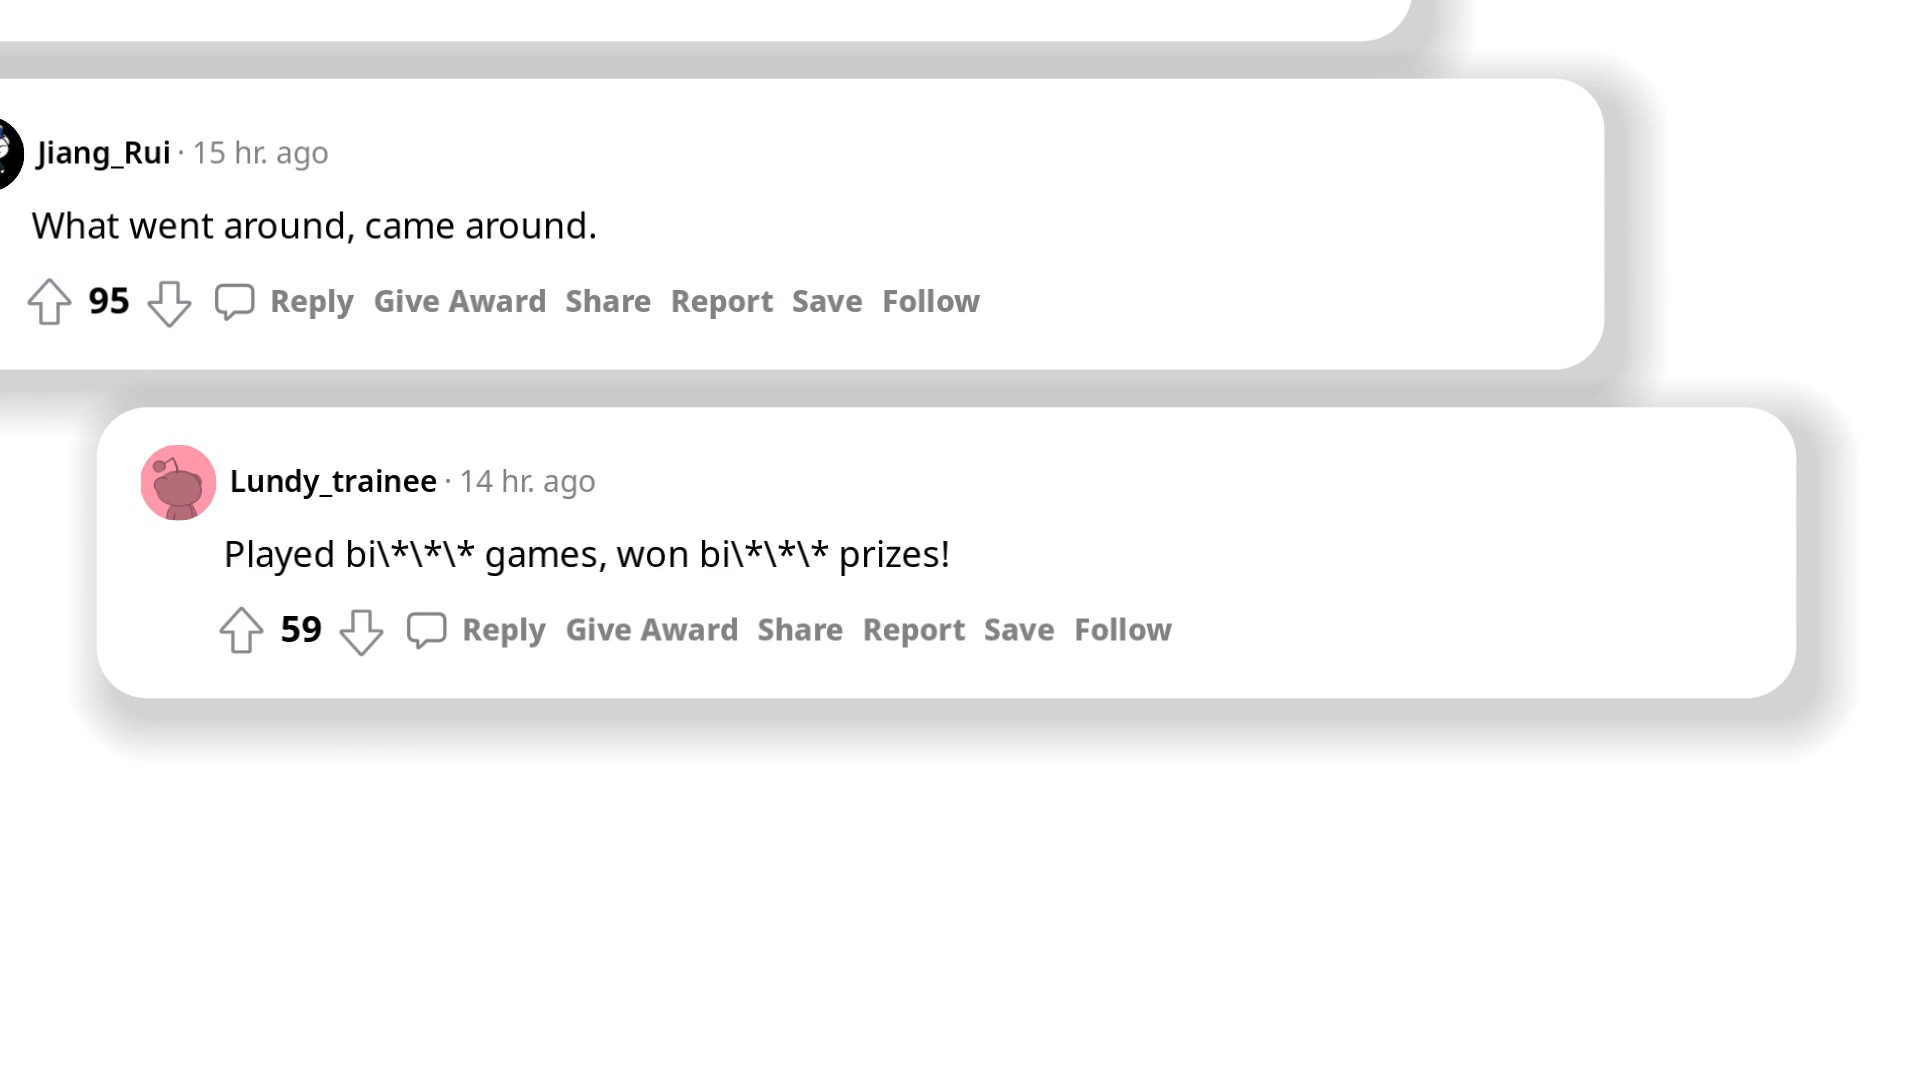 Jiang_Rui · 15 hr. ago
What went around, came around.
95 Reply Give Award Share Report Save Follow
Lundy_trainee · 14 hr. ago
Played bi\*\*\* games, won bi\*\*\* prizes!
59 Reply Give Award Share Report Save Follow